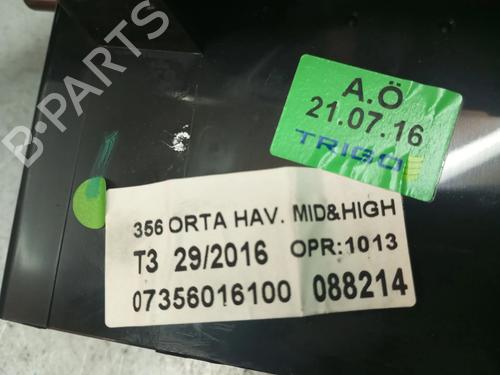 A.Ö
21.07.16
TRIGO
356 ORTA HAV. MID&HIGH
T3 29/2016 OPR:1013
07356016100 088214
B-Parts